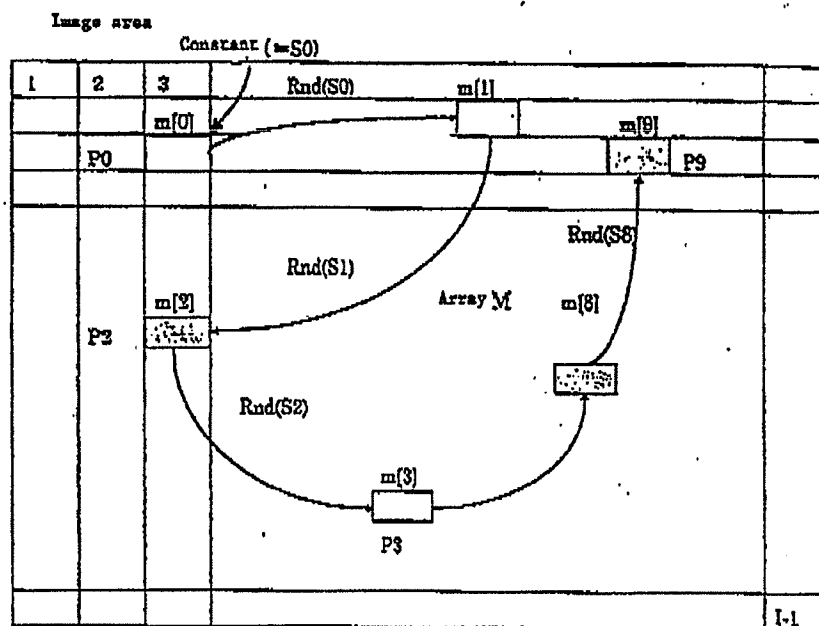 Image area
Constant (=S0)
1 2 3 Rnd(S0) m[1]
m[0] m[9]
P0 P9
Rnd(S8)
Rnd(S1)
m[2] Array M m[8]
P2
Rnd(S2)
m[3]
P3
I-1